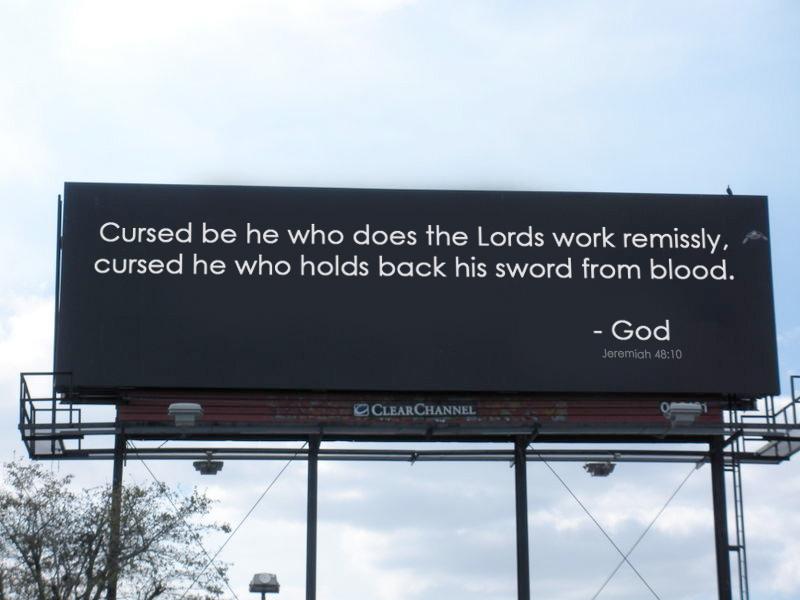 Cursed be he who does the Lords work remissly,
cursed he who holds back his sword from blood.
- God
Jeremiah 48:10
CLEARCHANNEL